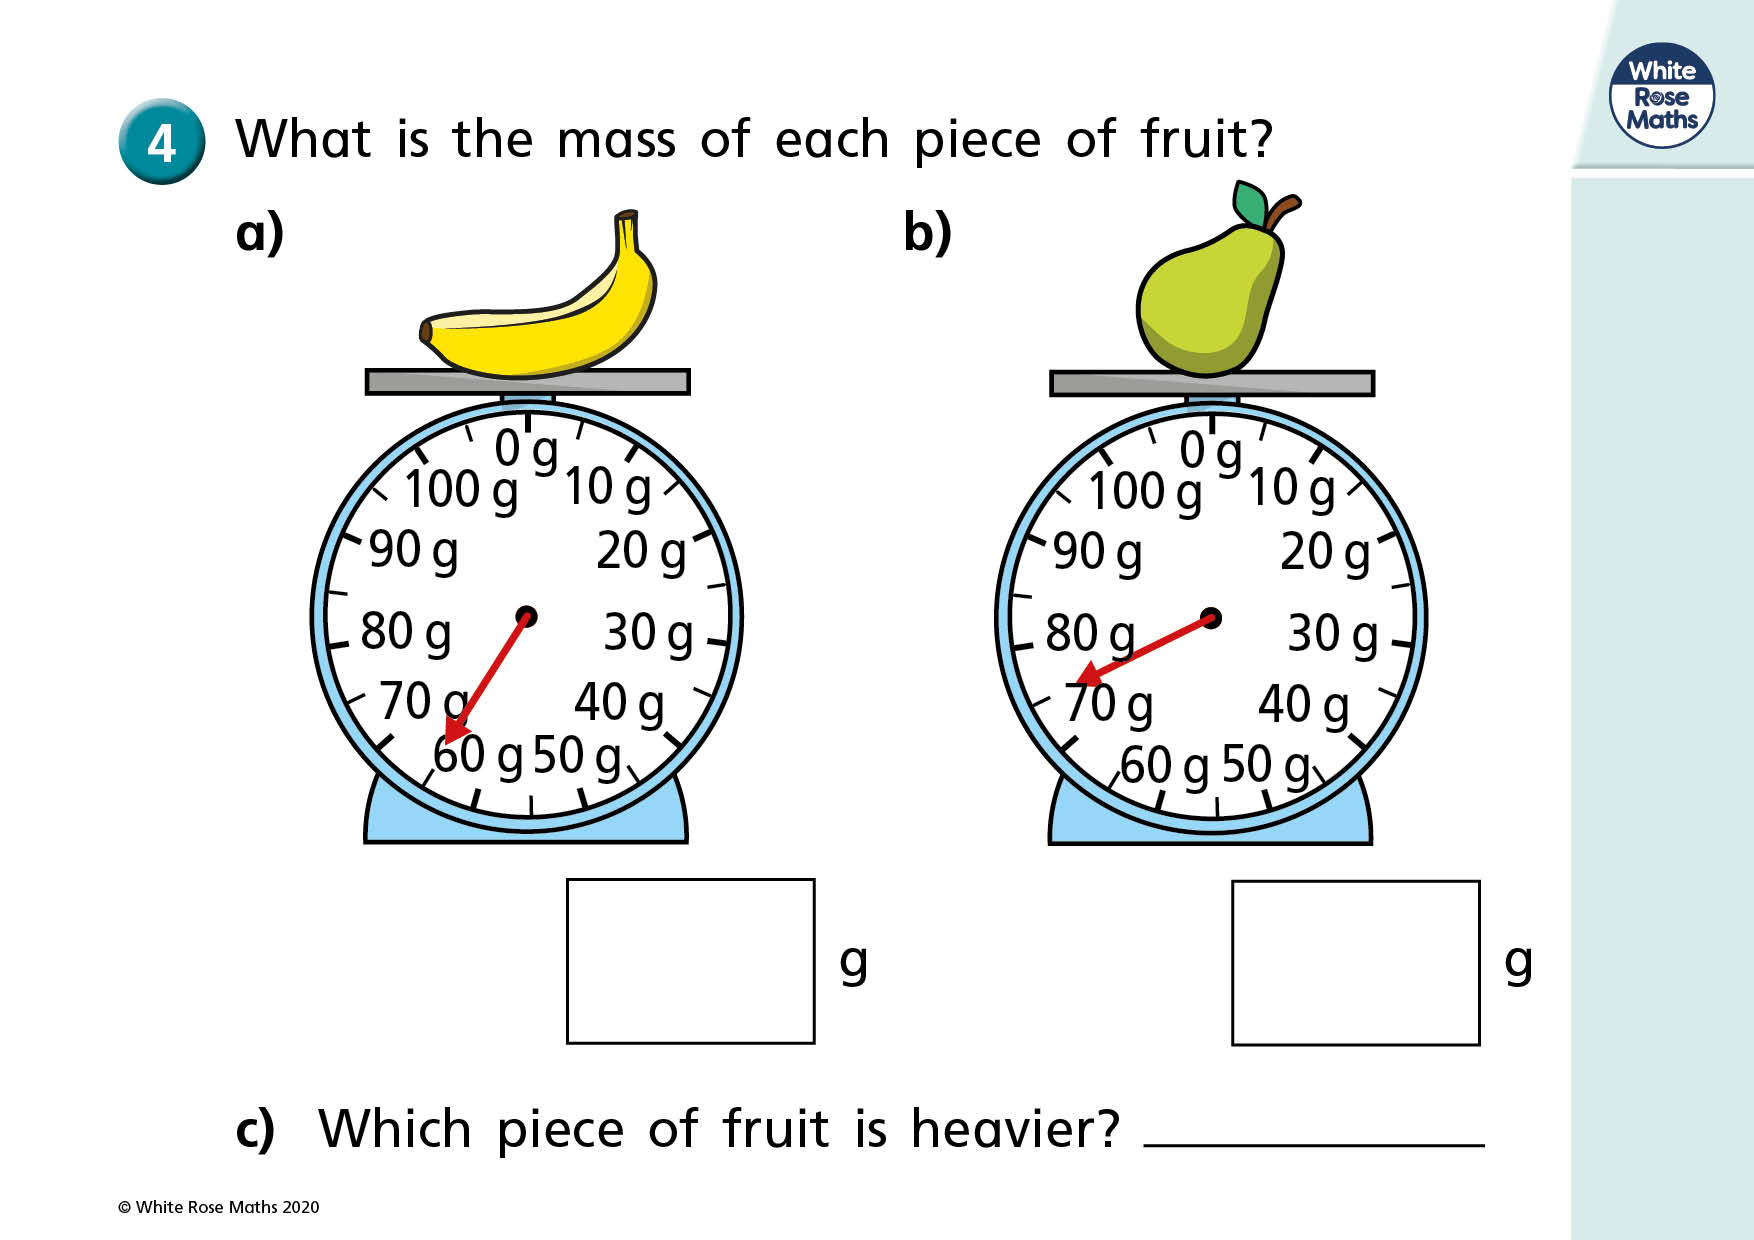 White
Rose
Maths
4 What is the mass of each piece of fruit?
a)
b)
0 g
10 g
20 g
30 g
40 g
50 g
60 g
70 g
80 g
90 g
100 g
0 g
10 g
20 g
30 g
40 g
50 g
60 g
70 g
80 g
90 g
100 g
g
g
c) Which piece of fruit is heavier?
© White Rose Maths 2020